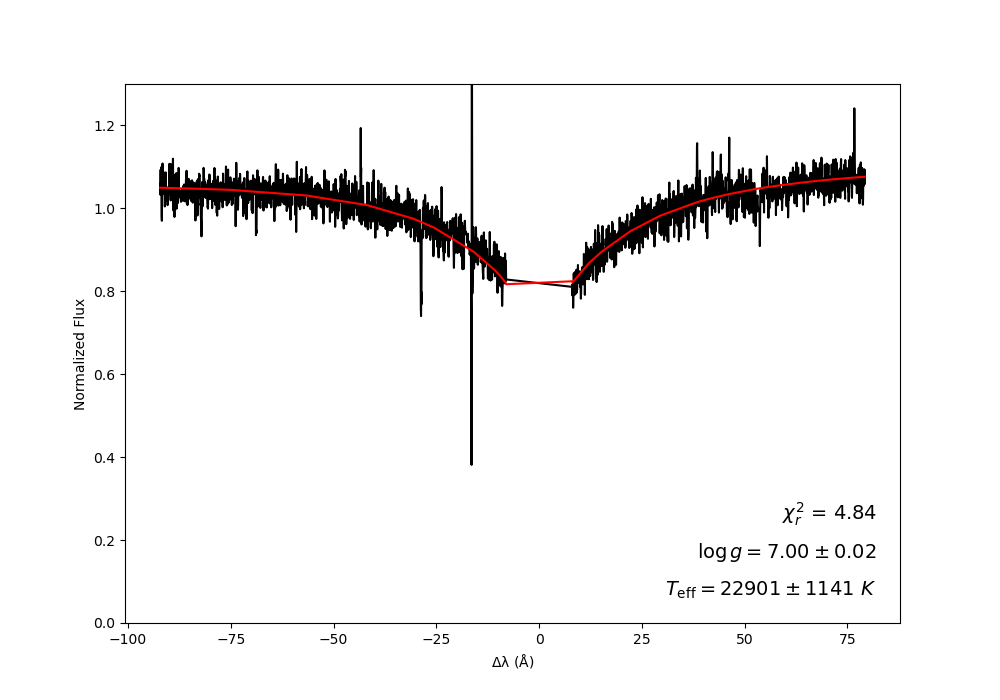 1.2
1.0
0.8
0.6
0.4
0.2
0.0
Normalized Flux
χ²ᵣ = 4.84
log g = 7.00 ± 0.02
T_eff = 22901 ± 1141 K
−100 −75 −50 −25 0 25 50 75
Δλ (Å)